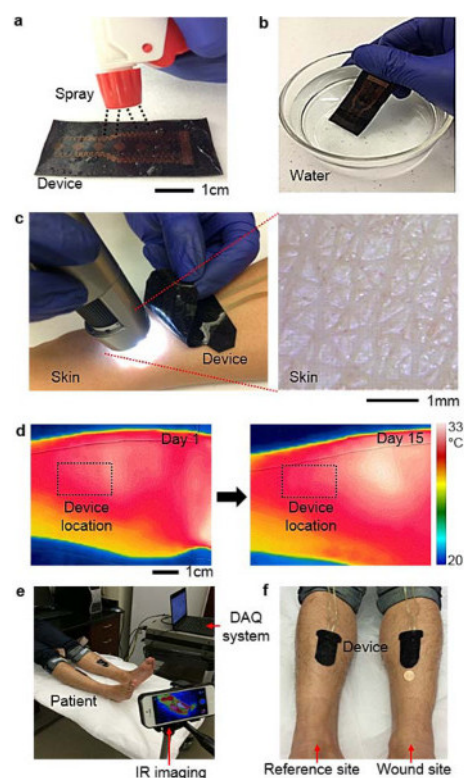 a
Spray
Device
1cm
b
Water
c
Skin
Device
Skin
1mm
d
Day 1
Device
location
1cm
Day 15
Device
location
33
°C
20
e
DAQ
system
Patient
IR imaging
f
Device
Reference site
Wound site